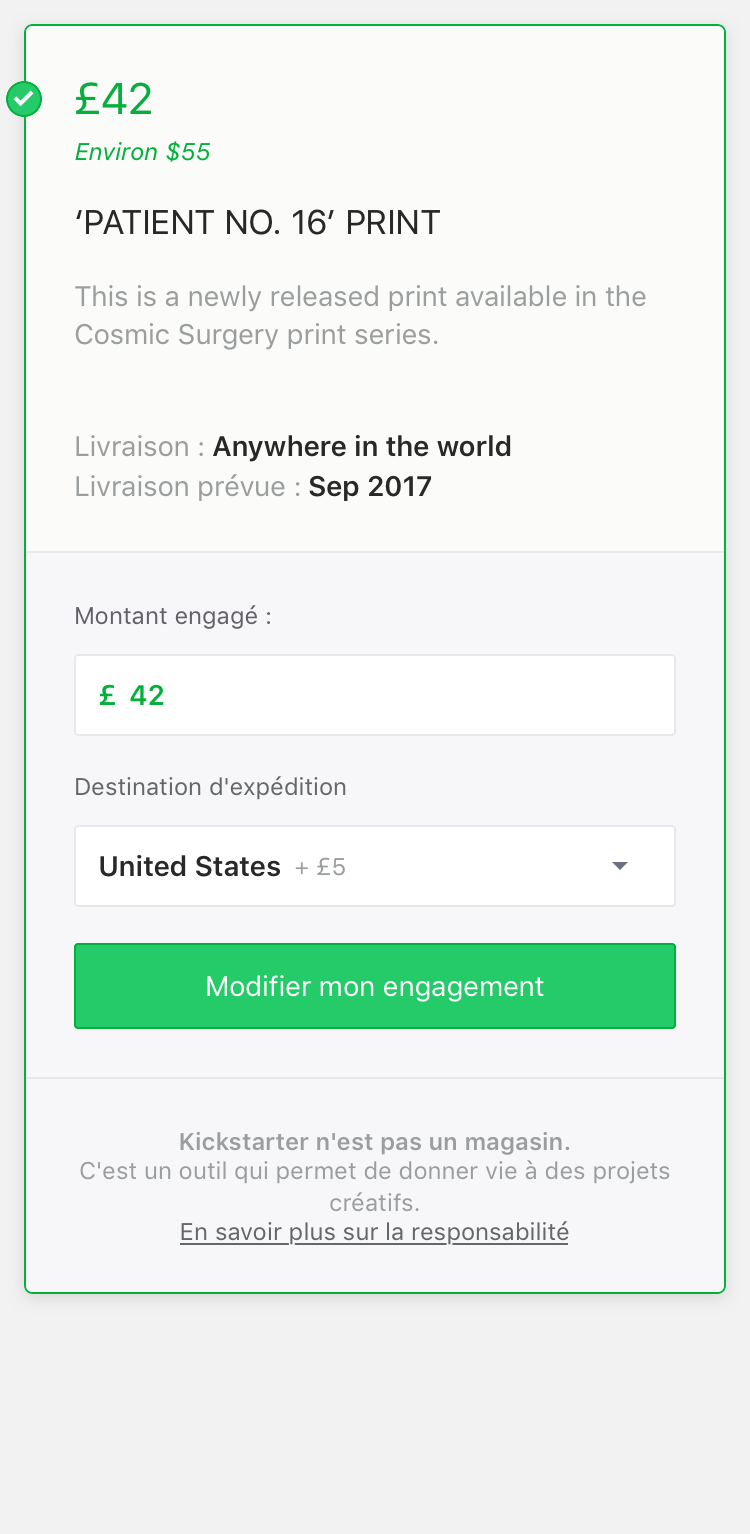 £42
Environ $55
‘PATIENT NO. 16’ PRINT
This is a newly released print available in the
Cosmic Surgery print series.
Livraison : Anywhere in the world
Livraison prévue : Sep 2017
Montant engagé :
£ 42
Destination d'expédition
United States + £5
Modifier mon engagement
Kickstarter n'est pas un magasin.
C'est un outil qui permet de donner vie à des projets
créatifs.
En savoir plus sur la responsabilité